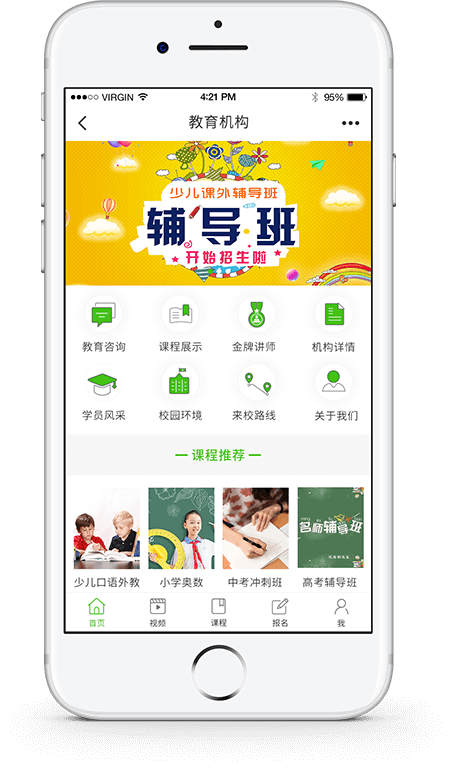 VIRGIN 4:21 PM 95%
教育机构
少儿课外辅导班
辅导班
开始招生啦
教育咨询 课程展示 金牌讲师 机构详情
学员风采 校园环境 来校路线 关于我们
课程推荐
名师辅导班
少儿口语外教 小学奥数 中考冲刺班 高考辅导班
首页 视频 课程 报名 我